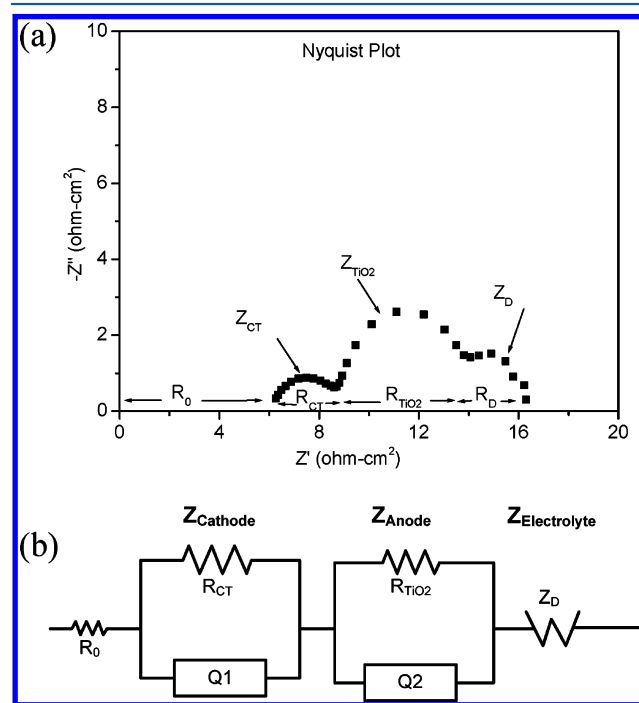 (a)
Nyquist Plot
10
8
6
4
2
0
-Z'' (ohm-cm²)
Z_TiO2
Z_D
Z_CT
R_0
R_CT
R_TiO2
R_D
0 4 8 12 16 20
Z' (ohm-cm²)
(b)
Z_Cathode Z_Anode Z_Electrolyte
R_CT R_TiO2 Z_D
R_0
Q1 Q2